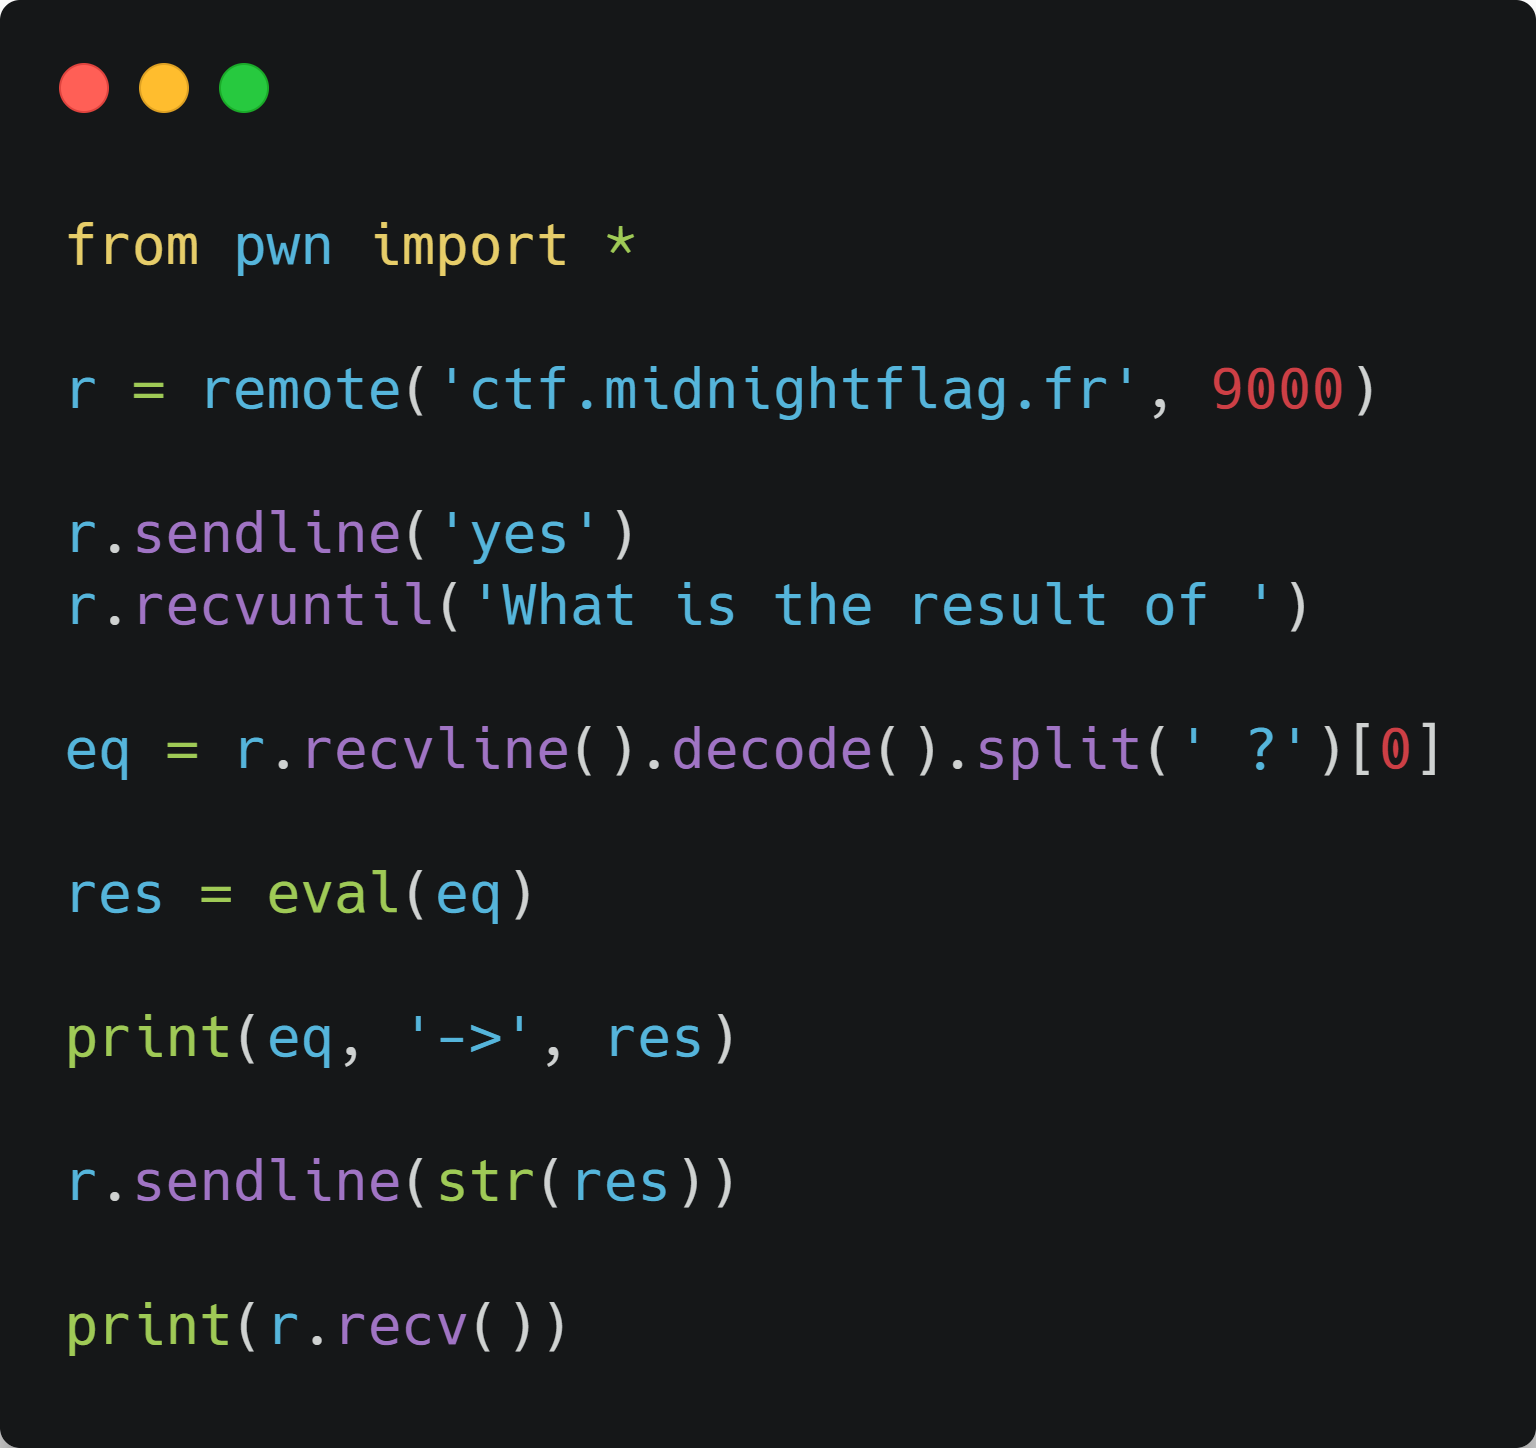 from pwn import *
r = remote('ctf.midnightflag.fr', 9000)
r.sendline('yes')
r.recvuntil('What is the result of ')
eq = r.recvline().decode().split(' ?')[0]
res = eval(eq)
print(eq, '->', res)
r.sendline(str(res))
print(r.recv())